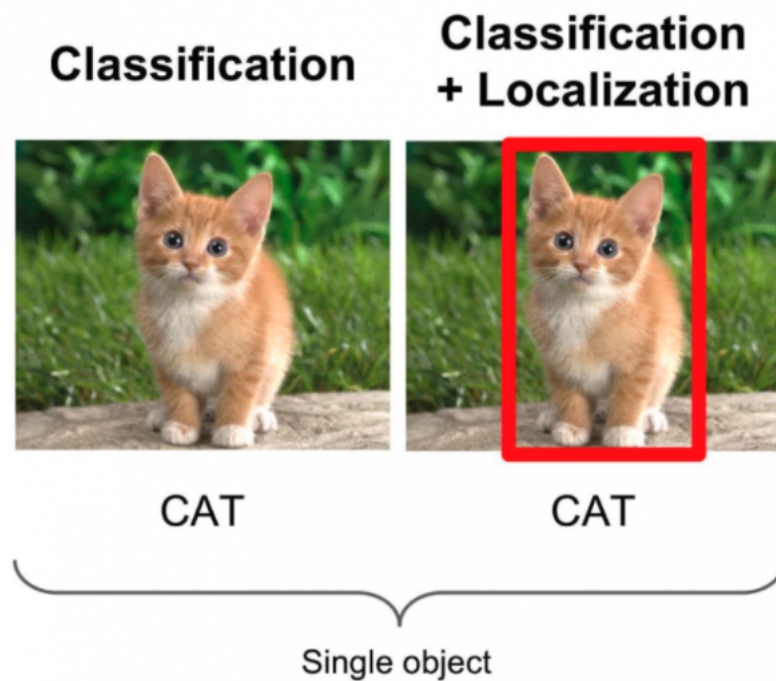 Classification
Classification
+ Localization
CAT
CAT
Single object